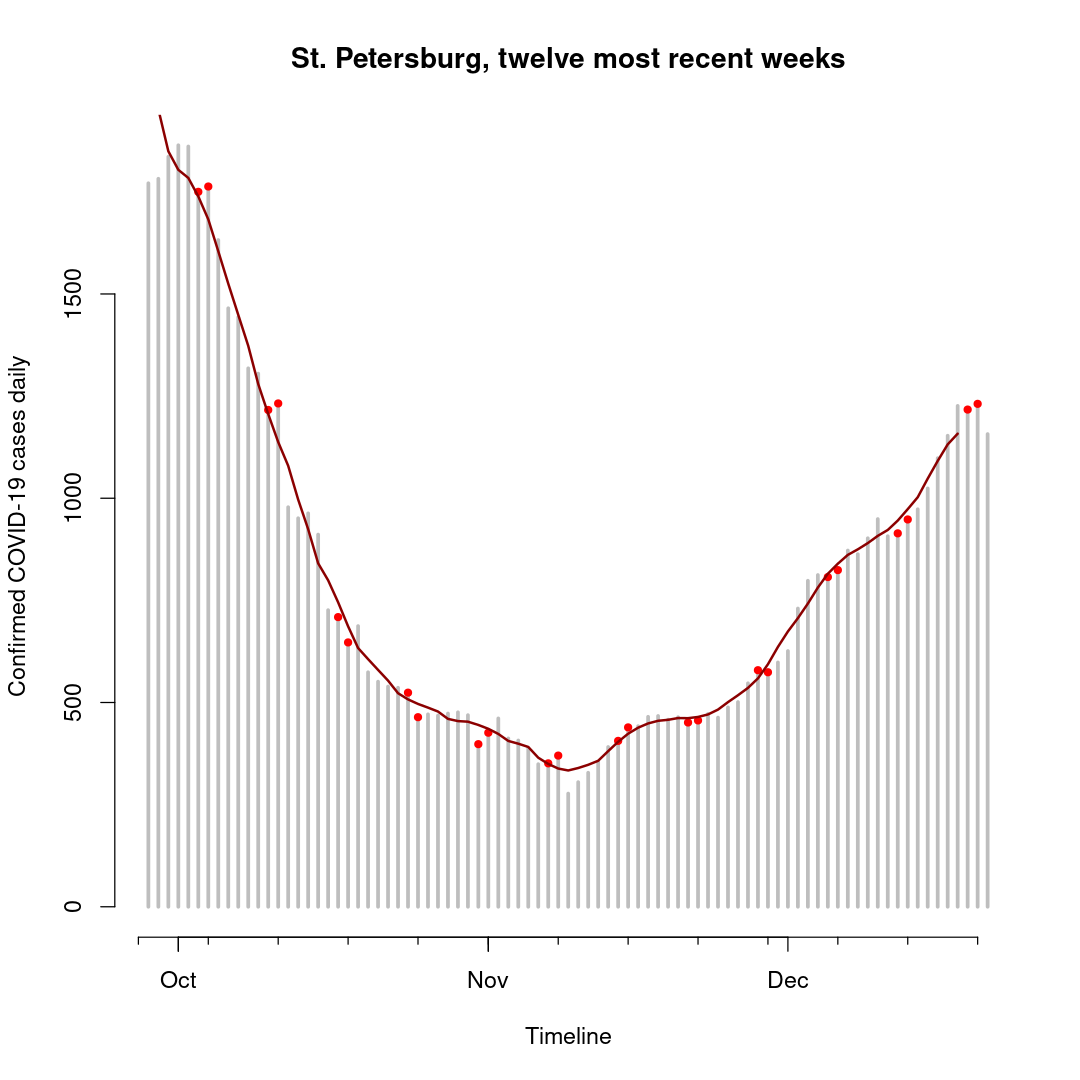 St. Petersburg, twelve most recent weeks
Confirmed COVID-19 cases daily
1500
1000
500
0
Oct Nov Dec
Timeline